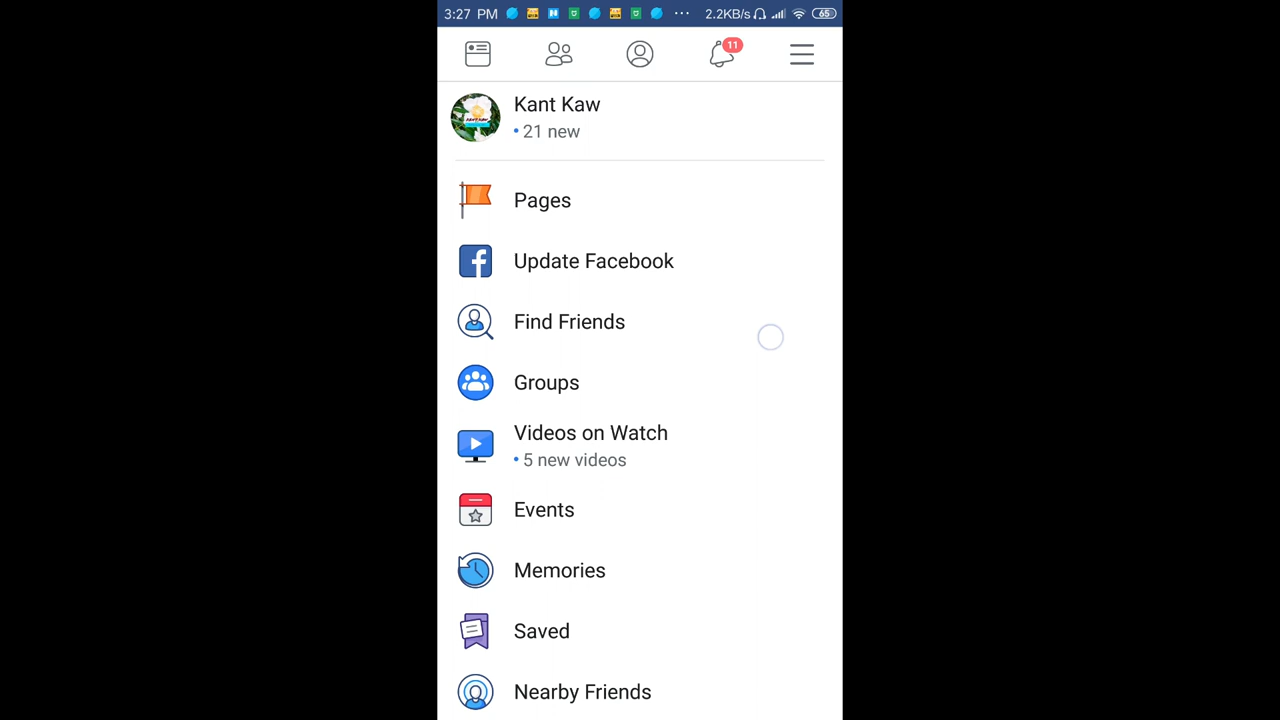 3:27 PM ... 2.2KB/s 65
11
Kant Kaw
• 21 new
Pages
Update Facebook
Find Friends
Groups
Videos on Watch
• 5 new videos
Events
Memories
Saved
Nearby Friends